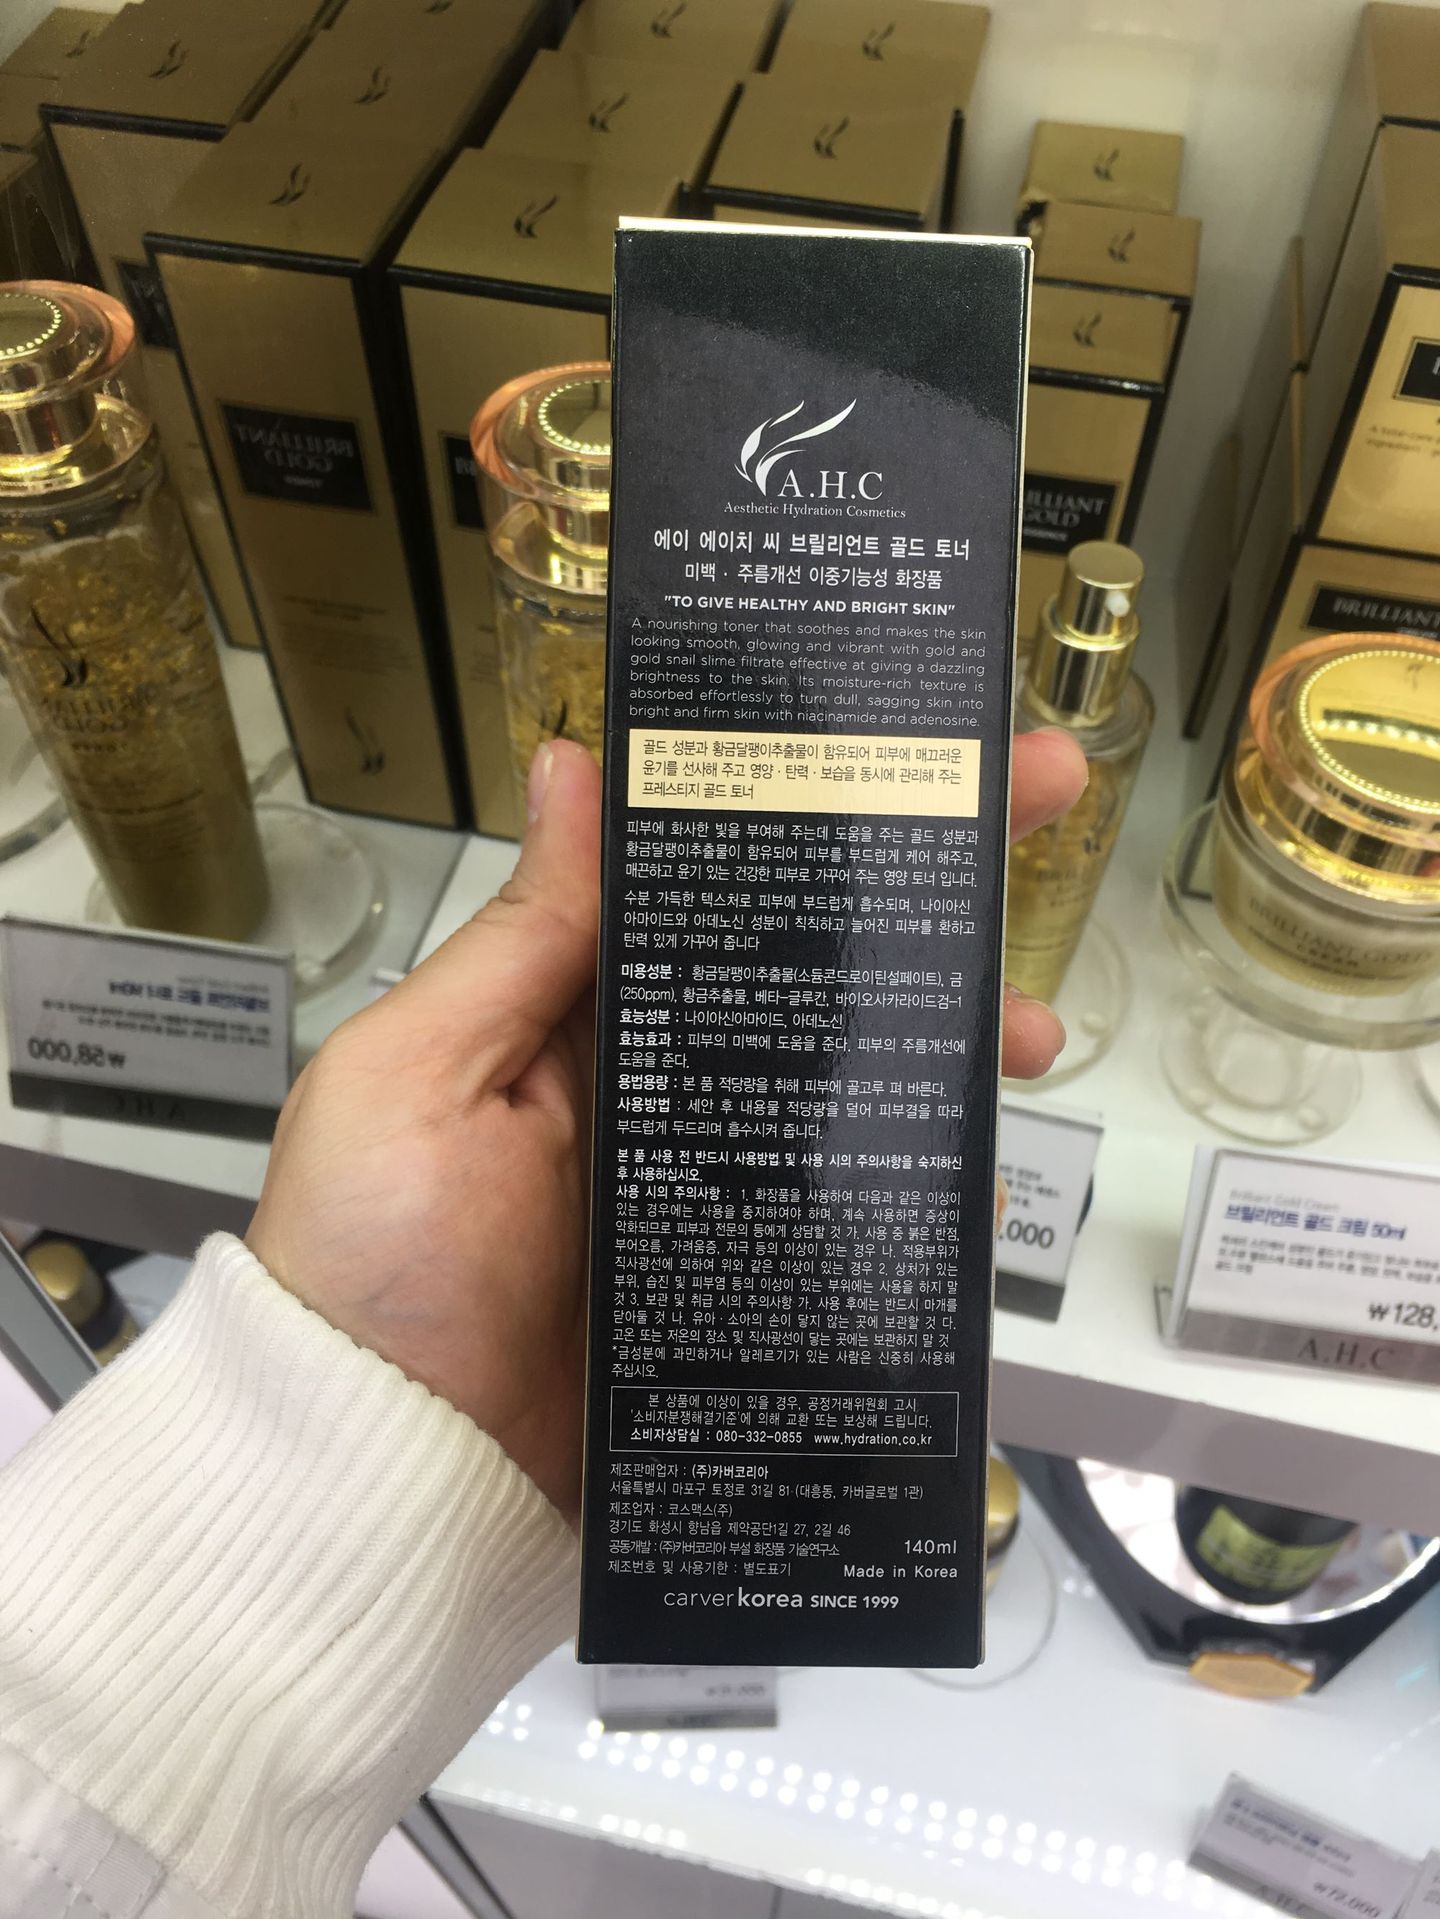 A.H.C
Aesthetic Hydration Cosmetics
에이 에이치 씨 브릴리언트 골드 토너
미백 · 주름개선 이중기능성 화장품
"TO GIVE HEALTHY AND BRIGHT SKIN"
A nourishing toner that soothes and makes the skin
looking smooth, glowing and vibrant with gold and
gold snail slime filtrate effective at giving a dazzling
brightness to the skin. Its moisture-rich texture is
absorbed effortlessly to turn dull, sagging skin into
bright and firm skin with niacinamide and adenosine.
골드 성분과 황금달팽이추출물이 함유되어 피부에 매끄러운
윤기를 선사해 주고 영양 · 탄력 · 보습을 동시에 관리해 주는
프레스티지 골드 토너
피부에 화사한 빛을 부여해 주는데 도움을 주는 골드 성분과
황금달팽이추출물이 함유되어 피부를 부드럽게 케어 해주고,
매끈하고 윤기 있는 건강한 피부로 가꾸어 주는 영양 토너 입니다.
수분 가득한 텍스처로 피부에 부드럽게 흡수되며, 나이아신
아마이드와 아데노신 성분이 칙칙하고 늘어진 피부를 환하고
탄력 있게 가꾸어 줍니다
미용성분 : 황금달팽이추출물(소듐콘드로이틴설페이트), 금
(250ppm), 황금추출물, 베타-글루칸, 바이오사카라이드검-1
효능성분 : 나이아신아마이드, 아데노신
효능효과 : 피부의 미백에 도움을 준다. 피부의 주름개선에
도움을 준다.
용법용량 : 본 품 적당량을 취해 피부에 골고루 펴 바른다.
사용방법 : 세안 후 내용물 적당량을 덜어 피부결을 따라
부드럽게 두드리며 흡수시켜 줍니다.
본 품 사용 전 반드시 사용방법 및 사용 시의 주의사항을 숙지하신
후 사용하십시오.
사용 시의 주의사항 : 1. 화장품을 사용하여 다음과 같은 이상이
있는 경우에는 사용을 중지하여야 하며, 계속 사용하면 증상이
악화되므로 피부과 전문의 등에게 상담할 것 가. 사용 중 붉은 반점,
부어오름, 가려움증, 자극 등의 이상이 있는 경우 나. 적용부위가
직사광선에 의하여 위와 같은 이상이 있는 경우 2. 상처가 있는
부위, 습진 및 피부염 등의 이상이 있는 부위에는 사용을 하지 말
것 3. 보관 및 취급 시의 주의사항 가. 사용 후에는 반드시 마개를
닫아둘 것 나. 유아 · 소아의 손이 닿지 않는 곳에 보관할 것 다.
고온 또는 저온의 장소 및 직사광선이 닿는 곳에는 보관하지 말 것
*금성분에 과민하거나 알레르기가 있는 사람은 신중히 사용해
주십시오.
본 상품에 이상이 있을 경우, 공정거래위원회 고시
'소비자분쟁해결기준'에 의해 교환 또는 보상해 드립니다.
소비자상담실 : 080-332-0855 www.hydration.co.kr
제조판매업자 : (주)카버코리아
서울특별시 마포구 토정로 31길 81 (대흥동, 카버글로벌 1관)
제조업자 : 코스맥스(주)
경기도 화성시 향남읍 제약공단1길 27, 2길 46
공동개발 : (주)카버코리아 부설 화장품 기술연구소
140ml
제조번호 및 사용기한 : 별도표기
Made in Korea
carverkorea SINCE 1999
BRILLIANT
GOLD
₩58,000
A.H.C
Brilliant Gold Cream
브릴리언트 골드 크림 50ml
₩128,
A.H.C
₩72,000